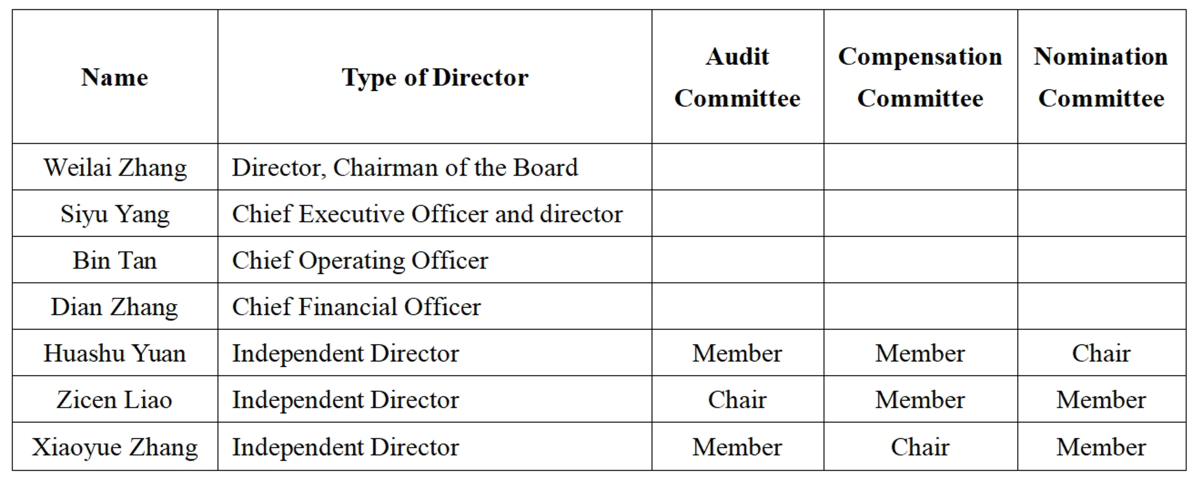 Name Type of Director Audit Committee Compensation Committee Nomination Committee
Weilai Zhang Director, Chairman of the Board
Siyu Yang Chief Executive Officer and director
Bin Tan Chief Operating Officer
Dian Zhang Chief Financial Officer
Huashu Yuan Independent Director Member Member Chair
Zicen Liao Independent Director Chair Member Member
Xiaoyue Zhang Independent Director Member Chair Member